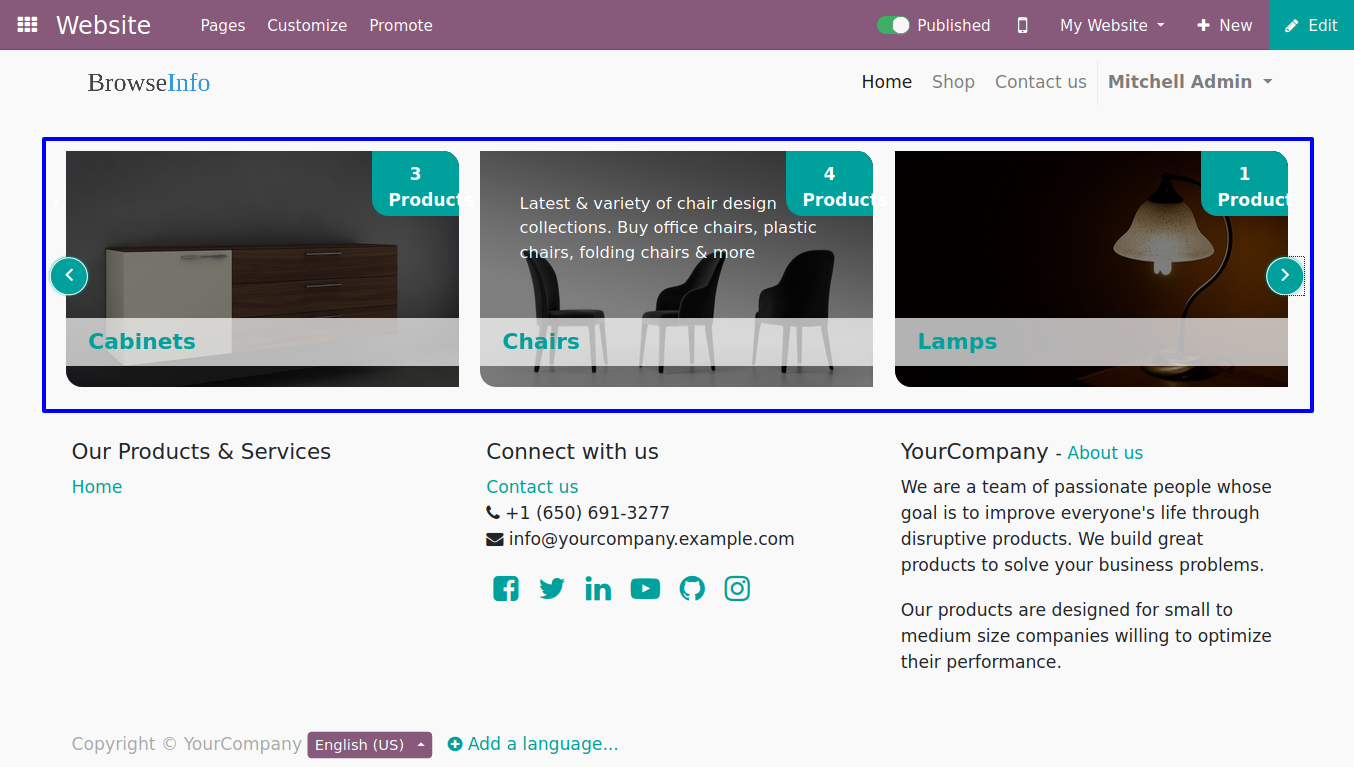 Website Pages Customize Promote Published My Website New Edit
BrowseInfo Home Shop Contact us Mitchell Admin
3
Products
Cabinets
4
Products
Latest & variety of chair design
collections. Buy office chairs, plastic
chairs, folding chairs & more
Chairs
1
Product
Lamps
Our Products & Services
Home
Connect with us
Contact us
+1 (650) 691-3277
info@yourcompany.example.com
YourCompany - About us
We are a team of passionate people whose
goal is to improve everyone's life through
disruptive products. We build great
products to solve your business problems.
Our products are designed for small to
medium size companies willing to optimize
their performance.
Copyright © YourCompany English (US) Add a language...